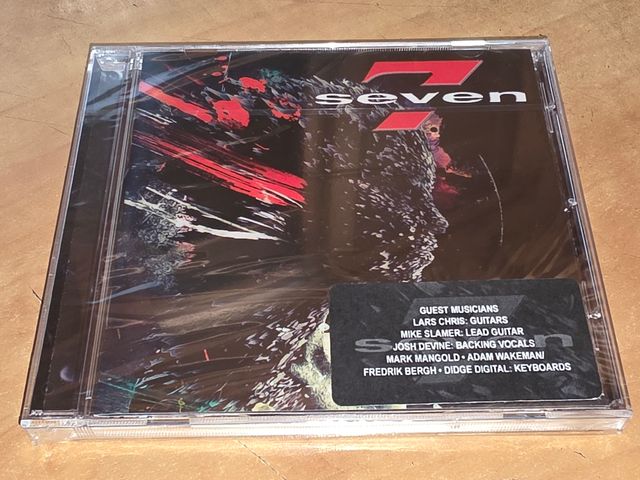 7
seven
GUEST MUSICIANS
LARS CHRIS: GUITARS
MIKE SLAMER: LEAD GUITAR
JOSH DEVINE: BACKING VOCALS
MARK MANGOLD • ADAM WAKEMAN/
FREDRIK BERGH • DIDGE DIGITAL: KEYBOARDS